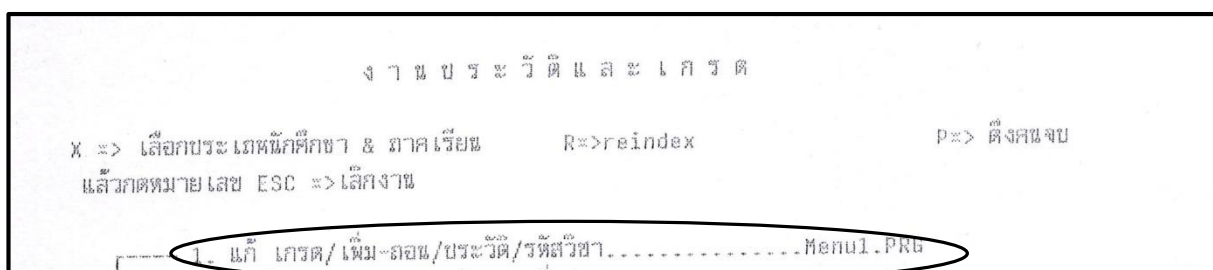 ง า น ป ร ะ วั ติ แ ล ะ เ ก ร ด
X => เลือกประเภทนักศึกษา & ภาคเรียน R=>reindex P=> ดึงคนจบ
แล้วกดหมายเลข ESC =>เลิกงาน
1. แก้ เกรด/เพิ่ม-ถอน/ประวัติ/รหัสวิชา...............Menu1.PRG